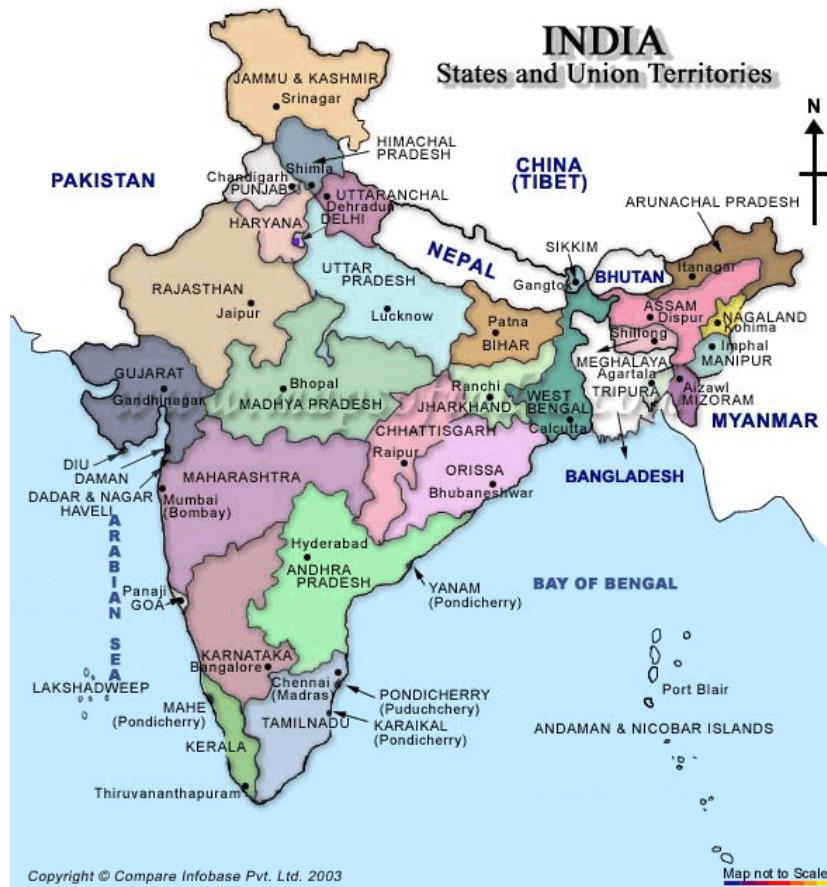 INDIA
States and Union Territories
N
JAMMU & KASHMIR
Srinagar
HIMACHAL
PRADESH
PAKISTAN
CHINA
(TIBET)
Shimla
Chandigarh
PUNJAB
UTTARANCHAL
Dehradun
DELHI
HARYANA
ARUNACHAL PRADESH
NEPAL
SIKKIM
Gangtok
BHUTAN
Itanagar
RAJASTHAN
Jaipur
UTTAR
PRADESH
Lucknow
ASSAM
Dispur
NAGALAND
Kohima
Patna
BIHAR
Shillong
MEGHALAYA
Imphal
MANIPUR
GUJARAT
Gandhinagar
Bhopal
MADHYA PRADESH
Ranchi
JHARKHAND
WEST
BENGAL
Calcutta
Agartala
TRIPURA
Aizawl
MIZORAM
MYANMAR
CHHATTISGARH
Raipur
DIU
DAMAN
DADAR & NAGAR
HAVELI
MAHARASHTRA
Mumbai
(Bombay)
ORISSA
Bhubaneshwar
BANGLADESH
ARABIAN SEA
Hyderabad
ANDHRA
PRADESH
YANAM
(Pondicherry)
BAY OF BENGAL
Panaji
GOA
KARNATAKA
Bangalore
LAKSHADWEEP
Chennai
(Madras)
PONDICHERRY
(Puduchchery)
Port Blair
MAHE
(Pondicherry)
TAMILNADU
KARAIKAL
(Pondicherry)
ANDAMAN & NICOBAR ISLANDS
KERALA
Thiruvananthapuram
Copyright © Compare Infobase Pvt. Ltd. 2003
Map not to Scale